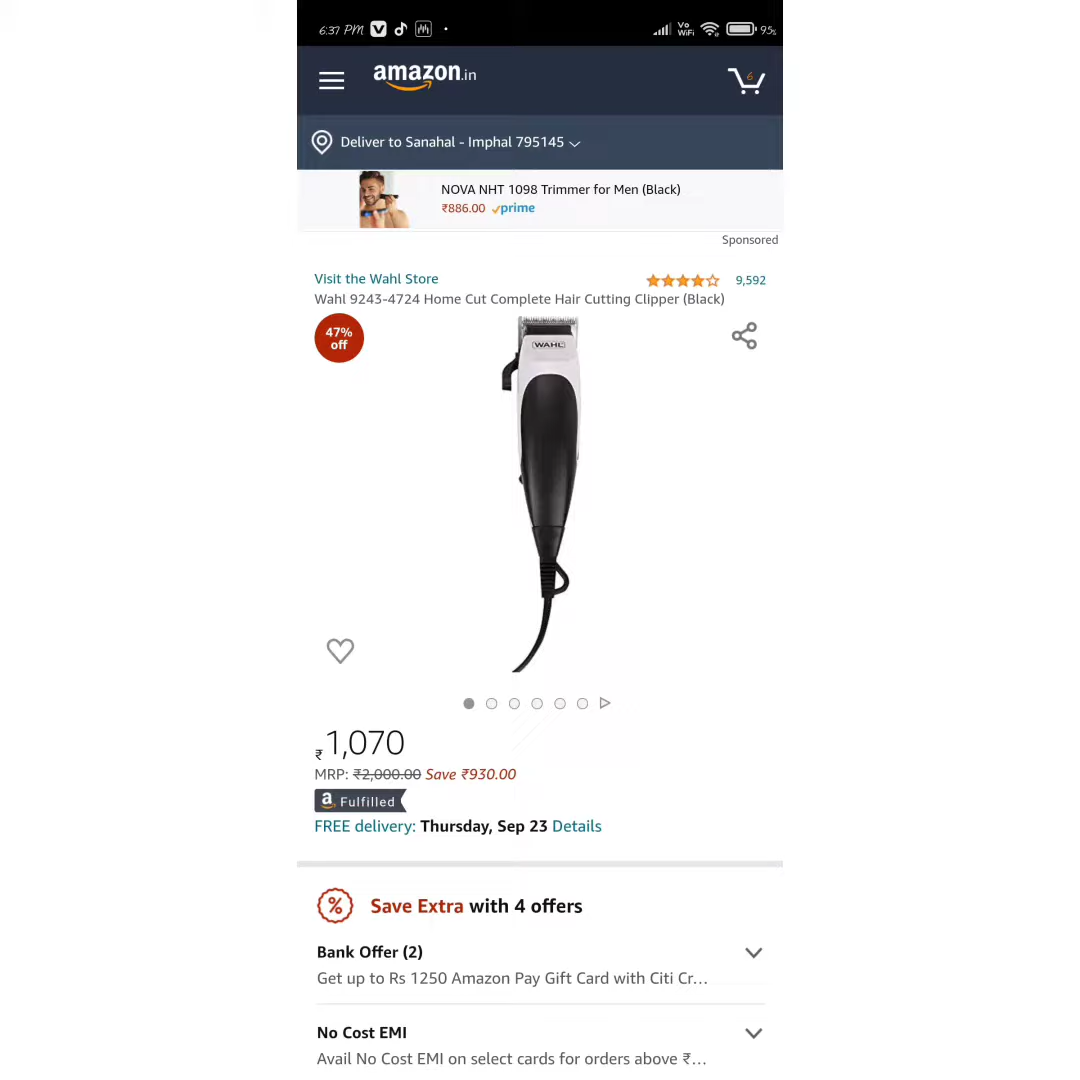 6:37 PM
Vo WiFi
95%
amazon.in
6
Deliver to Sanahal - Imphal 795145
NOVA NHT 1098 Trimmer for Men (Black)
₹886.00 prime
Sponsored
Visit the Wahl Store 9,592
Wahl 9243-4724 Home Cut Complete Hair Cutting Clipper (Black)
47%
off
WAHL
₹1,070
MRP: ₹2,000.00 Save ₹930.00
a Fulfilled
FREE delivery: Thursday, Sep 23 Details
% Save Extra with 4 offers
Bank Offer (2)
Get up to Rs 1250 Amazon Pay Gift Card with Citi Cr...
No Cost EMI
Avail No Cost EMI on select cards for orders above ₹...